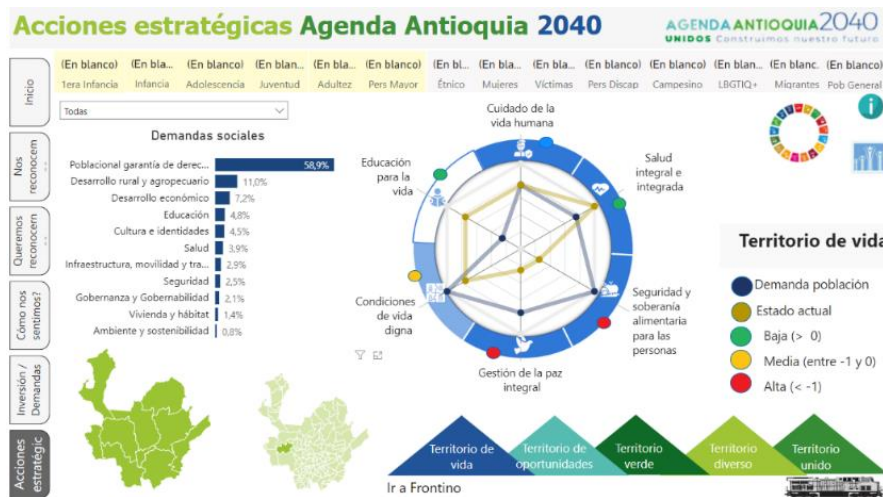 Acciones estratégicas Agenda Antioquia 2040
AGENDA ANTIOQUIA 2040
UNIDOS Construimos nuestro futuro
(En blanco) (En bla... (En blanco) (En blan... (En bla... (En blanco) (En bl... (En bla... (En bla... (En blanco) (En blanco) (En blan... (En blanc. (En blanco)
1era Infancia Infancia Adolescencia Juventud Adultez Pers Mayor Étnico Mujeres Víctimas Pers Discap Campesino LBGTIQ+ Migrantes Pob General
Inicio
Nos
reconocem
Queremos
reconocern
Cómo nos
sentimos?
Inversión /
Demandas
Acciones
estratégic
Todas
Demandas sociales
Poblacional garantía de derec... 58,9%
Desarrollo rural y agropecuario 11,0%
Desarrollo económico 7,2%
Educación 4,8%
Cultura e identidades 4,5%
Salud 3,9%
Infraestructura, movilidad y tra... 2,9%
Seguridad 2,5%
Gobernanza y Gobernabilidad 2,1%
Vivienda y hábitat 1,4%
Ambiente y sostenibilidad 0,8%
Cuidado de la
vida humana
Salud
integral e
integrada
Seguridad y
soberanía
alimentaria
para las
personas
Gestión de la paz
integral
Condiciones
de vida
digna
Educación
para la
vida
Territorio de vida
Demanda población
Estado actual
Baja (> 0)
Media (entre -1 y 0)
Alta (< -1)
Territorio de
vida
Territorio de
oportunidades
Territorio
verde
Territorio
diverso
Territorio
unido
Ir a Frontino